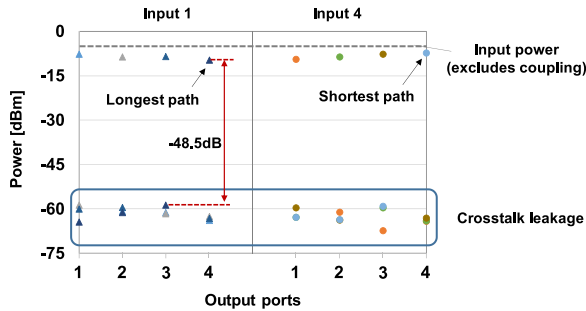 Input 1
Input 4
0
-15
-30
-45
-60
-75
Power [dBm]
Input power
(excludes coupling)
Longest path
Shortest path
-48.5dB
Crosstalk leakage
1 2 3 4 1 2 3 4
Output ports